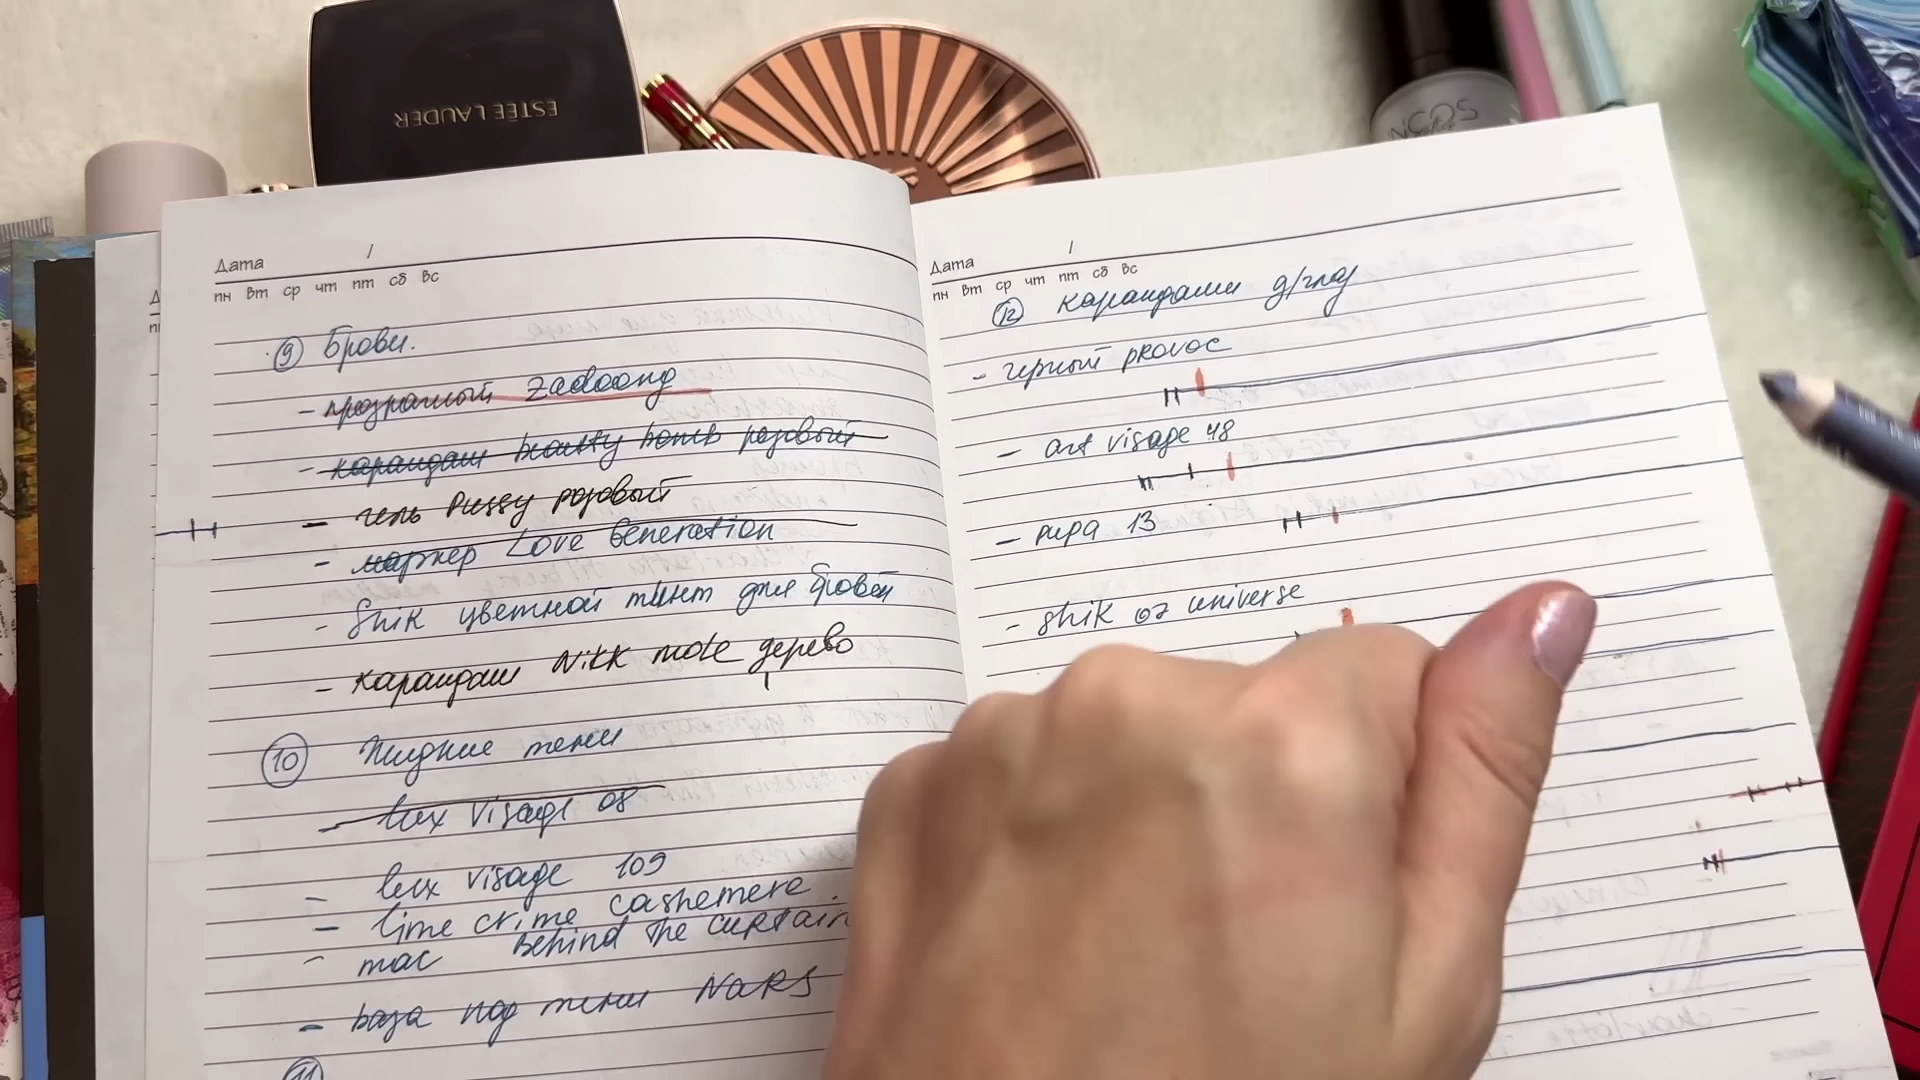 ESTĒE LAUDER
NCOS
Дата /
пн Вт ср чт пт сб Вс
9 Брови.
- прозрачный Zadoong
- карандаш beauty bomb розовый
- гель Pussy розовый
- маркер Love Generation
- Shik цветной тинт для бровей
- карандаш Nikk mole дерево
10 Жидкие тени
- lux visage 08
- lux visage 109
- lime crime cashemere
- mac behind the curtain
- база под тени NARS
11
Дата /
пн Вт ср чт пт сб Вс
12 карандаши д/глаз
- черный provoc
- art visage 48
- pupa 13
- shik 07 universe